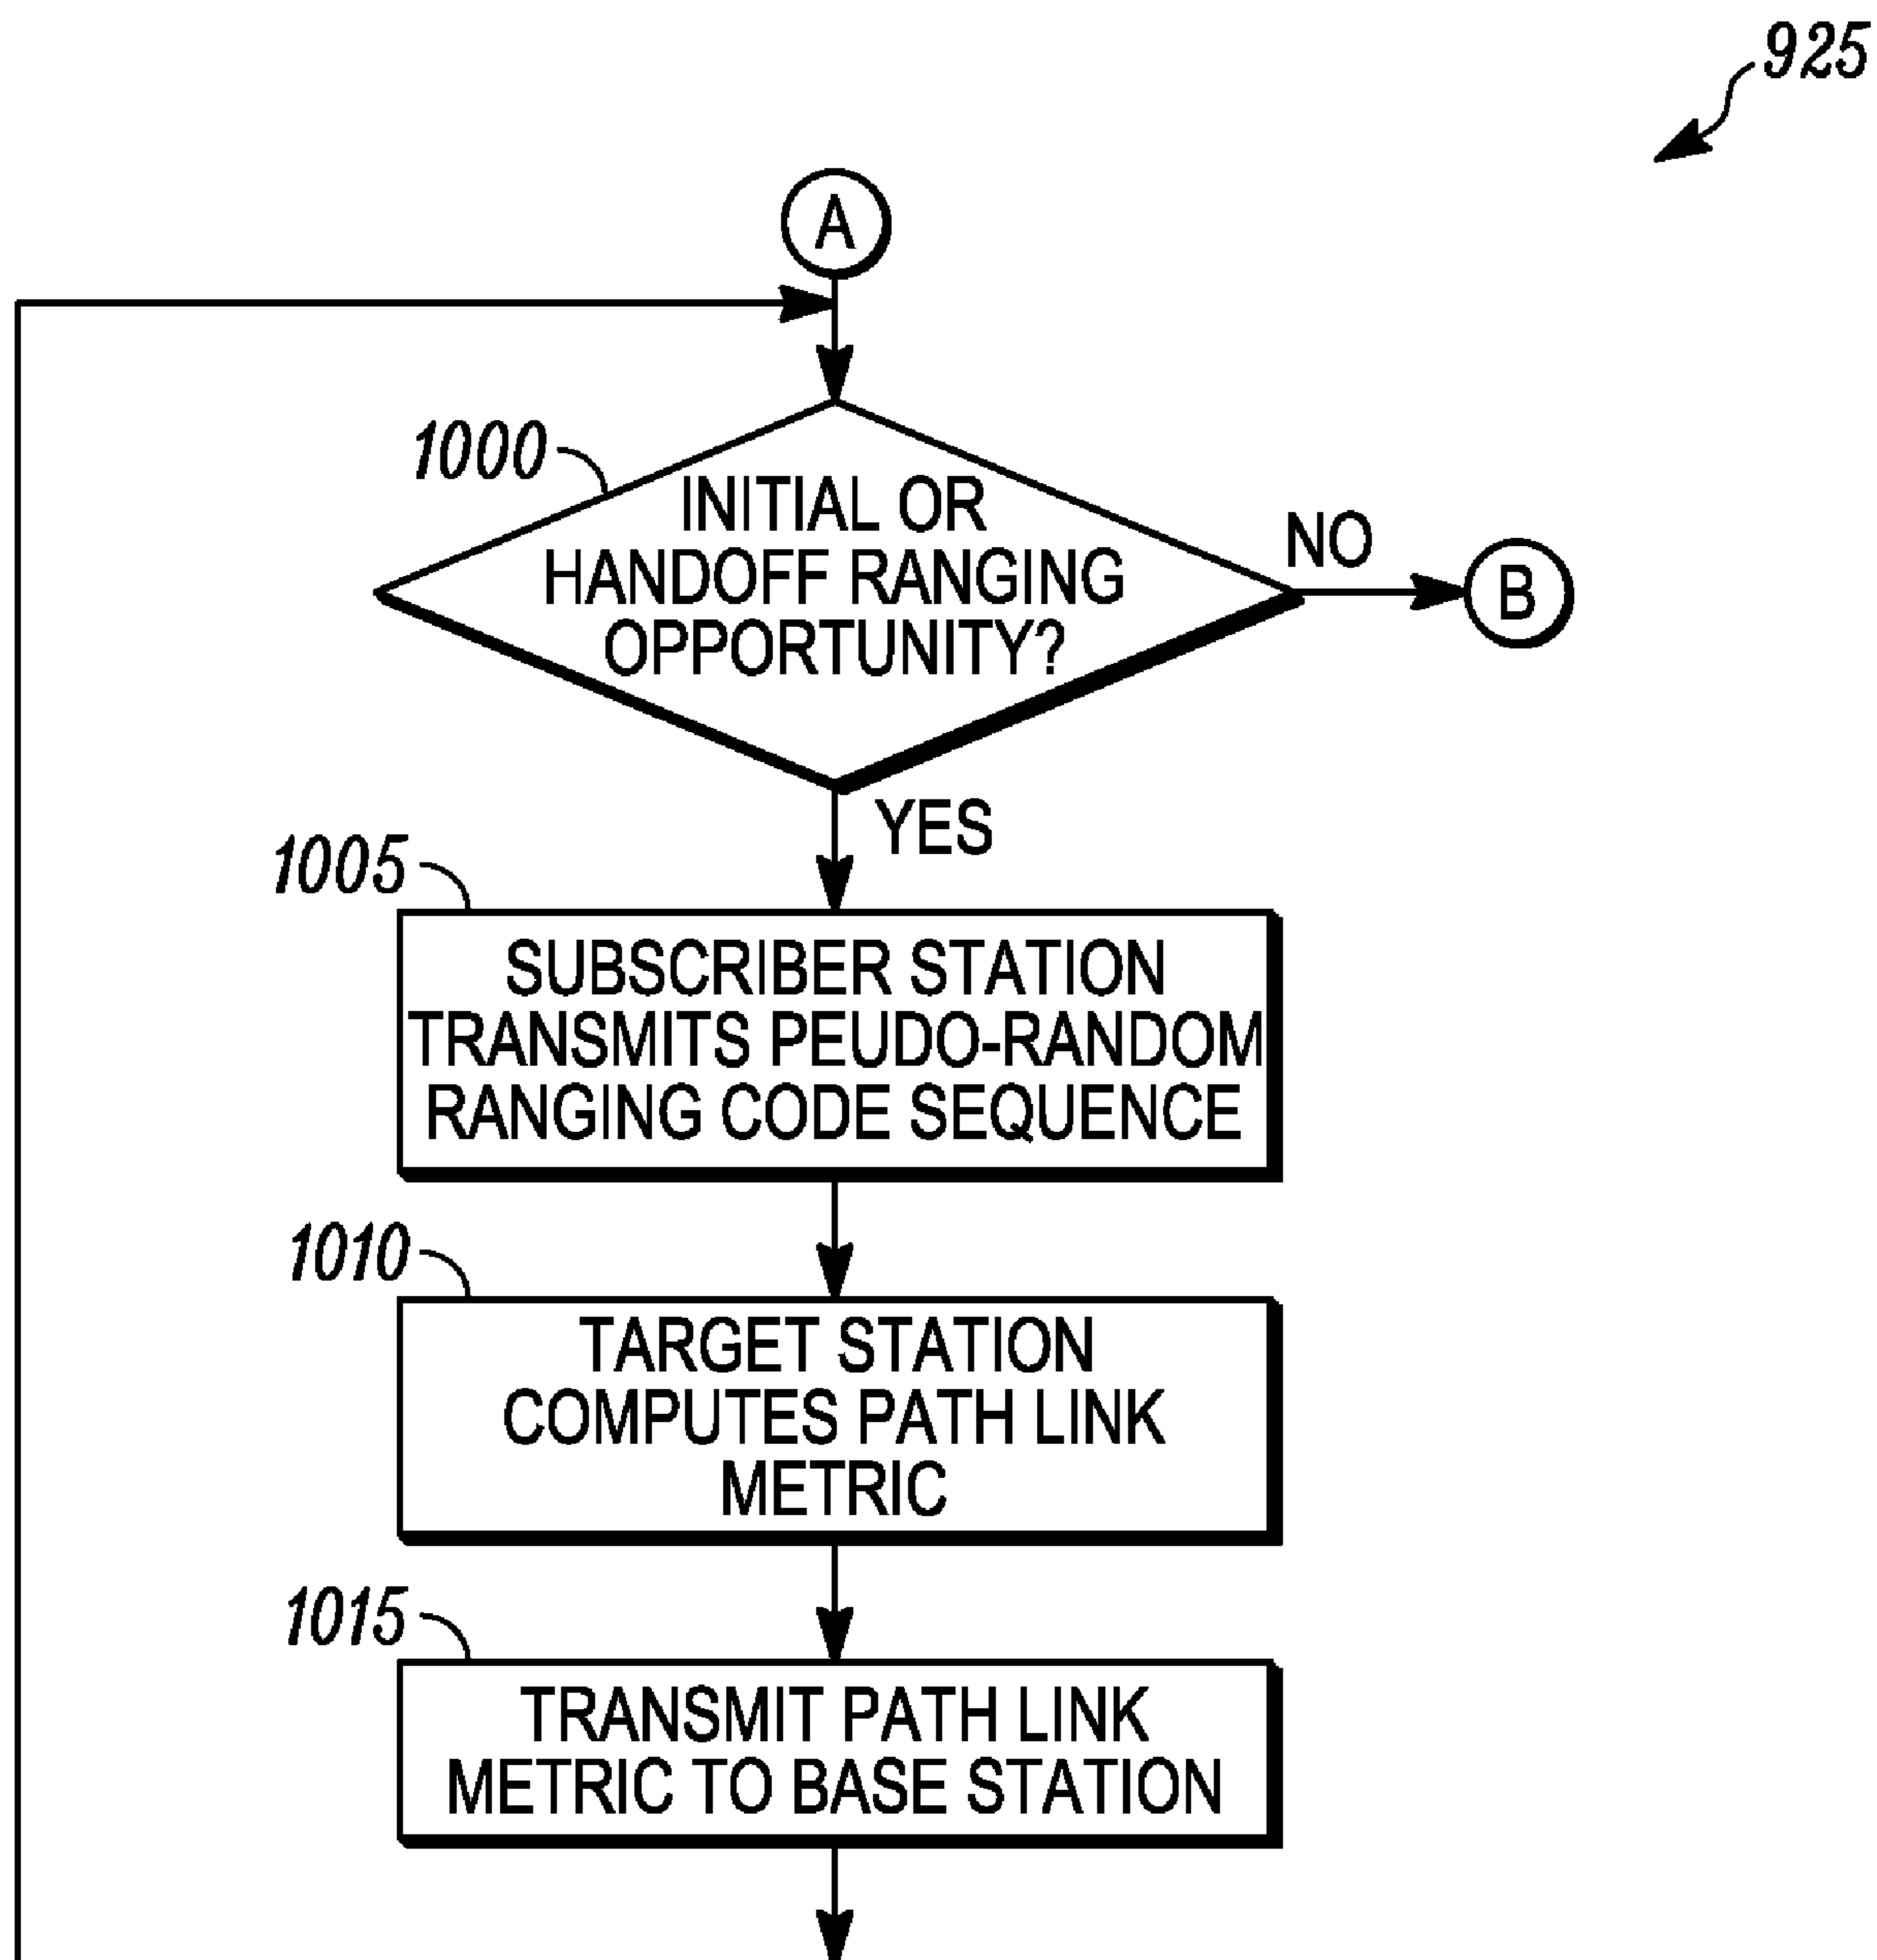 925
A
1000
INITIAL OR
HANDOFF RANGING
OPPORTUNITY?
NO
B
YES
1005
SUBSCRIBER STATION
TRANSMITS PEUDO-RANDOM
RANGING CODE SEQUENCE
1010
TARGET STATION
COMPUTES PATH LINK
METRIC
1015
TRANSMIT PATH LINK
METRIC TO BASE STATION